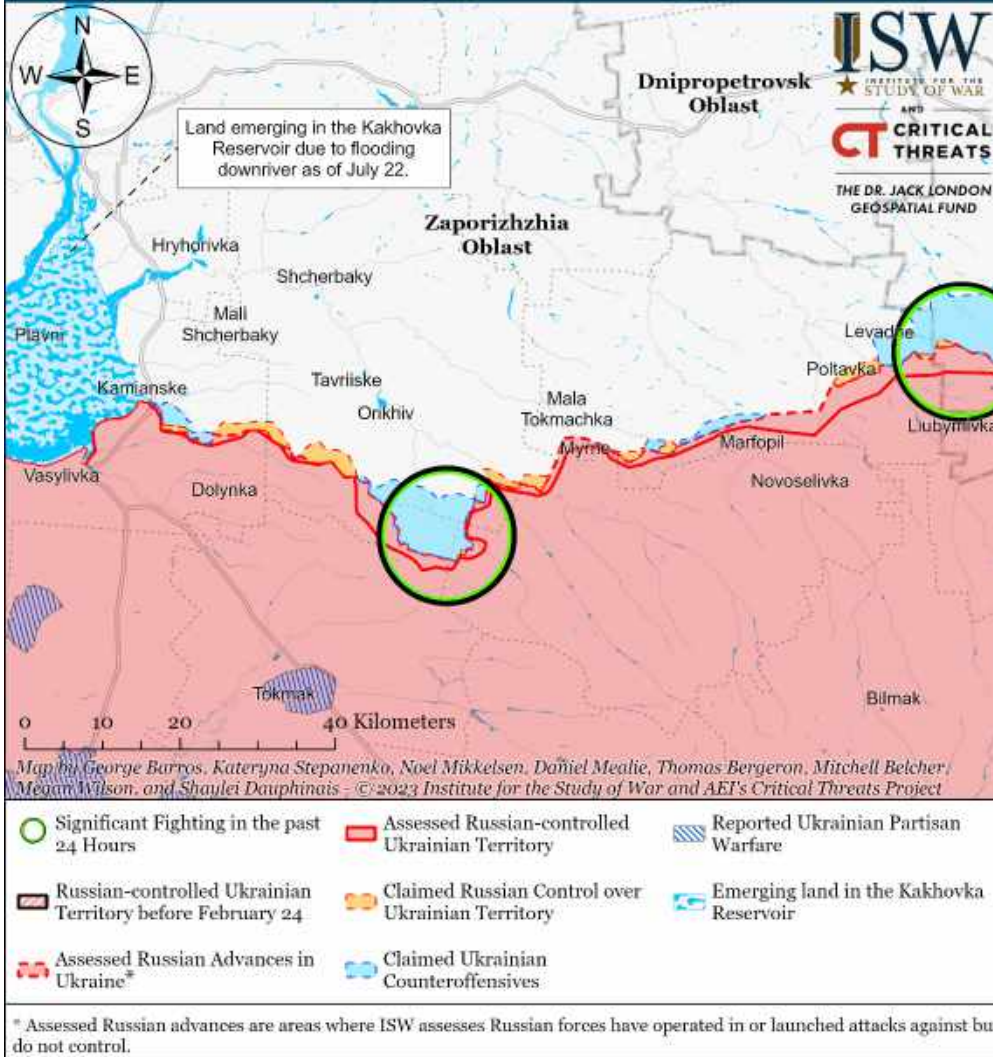 N
W E
S
ISW
INSTITUTE FOR THE
STUDY OF WAR
AND
CT CRITICAL
THREATS
THE DR. JACK LONDON
GEOSPATIAL FUND
Dnipropetrovsk
Oblast
Land emerging in the Kakhovka
Reservoir due to flooding
downriver as of July 22.
Zaporizhzhia
Oblast
Hryhorivka
Shcherbaky
Mali
Shcherbaky
Plavni
Levadne
Poltavka
Kamianske
Tavriiske
Orikhiv
Mala
Tokmachka
Liubymivka
Myrne
Marfopil
Vasylivka
Dolynka
Novoselivka
Tokmak
Bilmak
0 10 20 40 Kilometers
Map by George Barros, Kateryna Stepanenko, Noel Mikkelsen, Daniel Mealie, Thomas Bergeron, Mitchell Belcher,
Megan Wilson, and Shaylei Dauphinais - © 2023 Institute for the Study of War and AEI's Critical Threats Project
Significant Fighting in the past
24 Hours
Russian-controlled Ukrainian
Territory before February 24
Assessed Russian Advances in
Ukraine*
Assessed Russian-controlled
Ukrainian Territory
Claimed Russian Control over
Ukrainian Territory
Claimed Ukrainian
Counteroffensives
Reported Ukrainian Partisan
Warfare
Emerging land in the Kakhovka
Reservoir
* Assessed Russian advances are areas where ISW assesses Russian forces have operated in or launched attacks against bu
do not control.